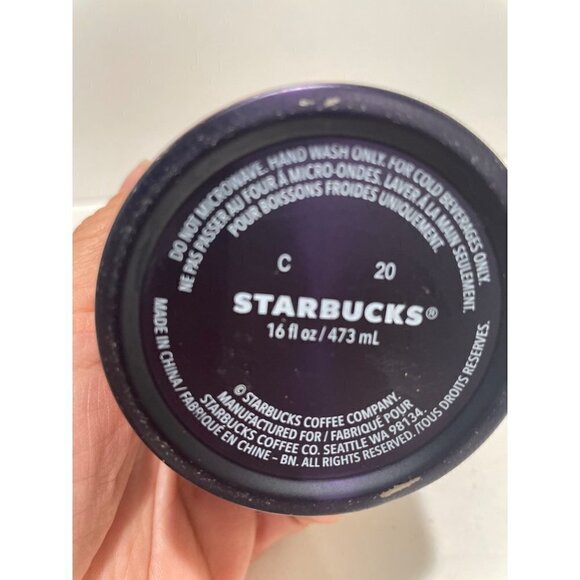 DO NOT MICROWAVE. HAND WASH ONLY. FOR COLD BEVERAGES ONLY.
NE PAS PASSER AU FOUR À MICRO-ONDES. LAVER À LA MAIN SEULEMENT.
POUR BOISSONS FROIDES UNIQUEMENT.
C 20
STARBUCKS®
16 fl oz / 473 mL
© STARBUCKS COFFEE COMPANY.
MANUFACTURED FOR / FABRIQUÉ POUR
STARBUCKS COFFEE CO. SEATTLE WA 98134.
MADE IN CHINA / FABRIQUÉ EN CHINE – BN. ALL RIGHTS RESERVED. / TOUS DROITS RESERVES.